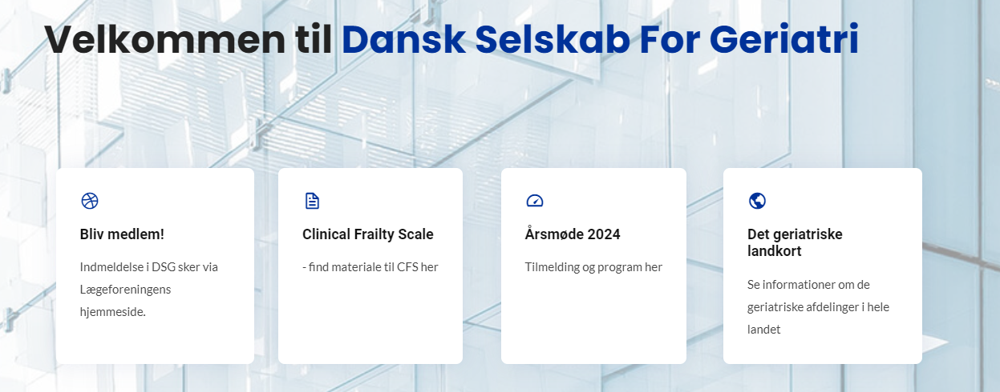 Velkommen til Dansk Selskab For Geriatri
Bliv medlem!
Indmeldelse i DSG sker via
Lægeforeningens
hjemmeside.
Clinical Frailty Scale
- find materiale til CFS her
Årsmøde 2024
Tilmelding og program her
Det geriatriske
landkort
Se informationer om de
geriatriske afdelinger i hele
landet